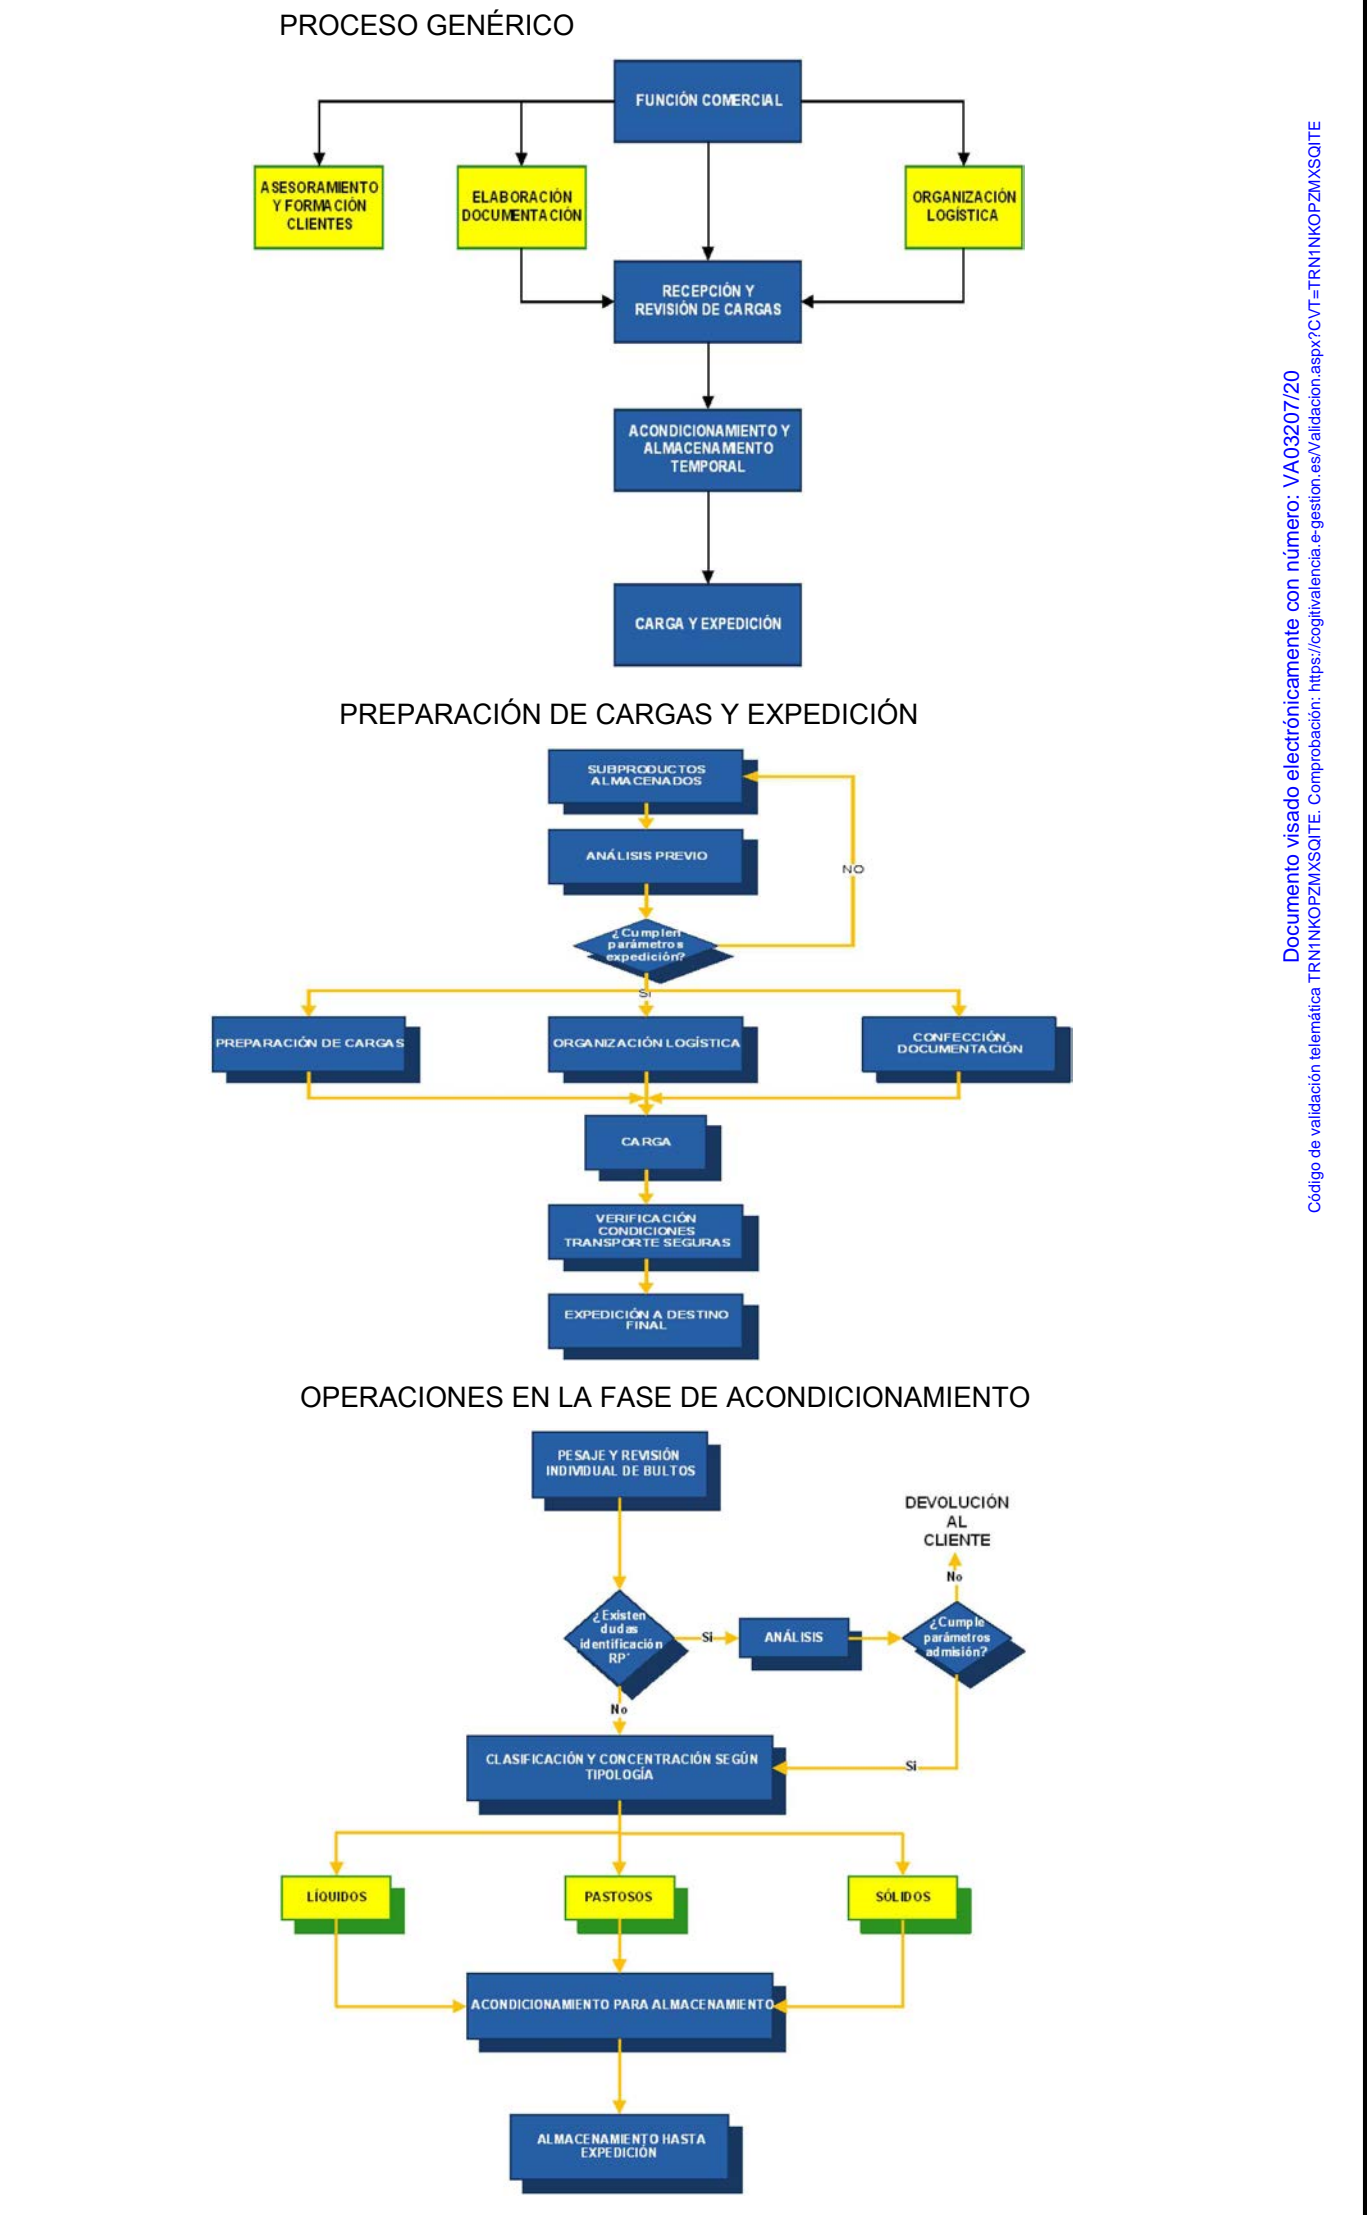 PROCESO GENÉRICO
FUNCIÓN COMERCIAL
ASESORAMIENTO
Y FORMACIÓN
CLIENTES
ELABORACIÓN
DOCUMENTACIÓN
ORGANIZACIÓN
LOGÍSTICA
RECEPCIÓN Y
REVISIÓN DE CARGAS
ACONDICIONAMIENTO Y
ALMACENAMIENTO
TEMPORAL
CARGA Y EXPEDICIÓN
PREPARACIÓN DE CARGAS Y EXPEDICIÓN
SUBPRODUCTOS
ALMACENADOS
ANÁLISIS PREVIO
NO
¿Cumplen
parámetros
expedición?
SI
PREPARACIÓN DE CARGAS
ORGANIZACIÓN LOGÍSTICA
CONFECCIÓN
DOCUMENTACIÓN
CARGA
VERIFICACIÓN
CONDICIONES
TRANSPORTE SEGURAS
EXPEDICIÓN A DESTINO
FINAL
OPERACIONES EN LA FASE DE ACONDICIONAMIENTO
PESAJE Y REVISIÓN
INDIVIDUAL DE BULTOS
DEVOLUCIÓN
AL
CLIENTE
No
¿Existen
dudas
identificación
RP
Si
ANÁLISIS
¿Cumple
parámetros
admisión?
No
CLASIFICACIÓN Y CONCENTRACIÓN SEGÚN
TIPOLOGÍA
Si
LÍQUIDOS
PASTOSOS
SÓLIDOS
ACONDICIONAMIENTO PARA ALMACENAMIENTO
ALMACENAMIENTO HASTA
EXPEDICIÓN
Documento visado electrónicamente con número: VA03207/20
Código de validación telemática TRN1NKOPZMXSQITE. Comprobación: https://cogitivalencia.e-gestion.es/Validacion.aspx?CVT=TRN1NKOPZMXSQITE